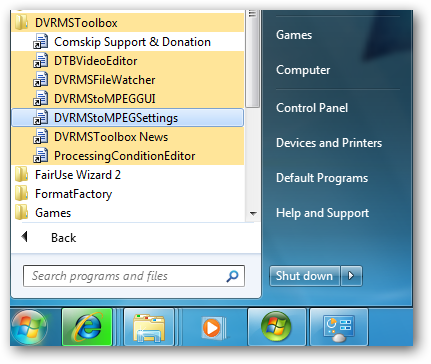 DVRMSToolbox
Comskip Support & Donation
DTBVideoEditor
DVRMSFileWatcher
DVRMStoMPEGGUI
DVRMStoMPEGSettings
DVRMSToolbox News
ProcessingConditionEditor
FairUse Wizard 2
FormatFactory
Games
Back
Search programs and files
Games
Computer
Control Panel
Devices and Printers
Default Programs
Help and Support
Shut down